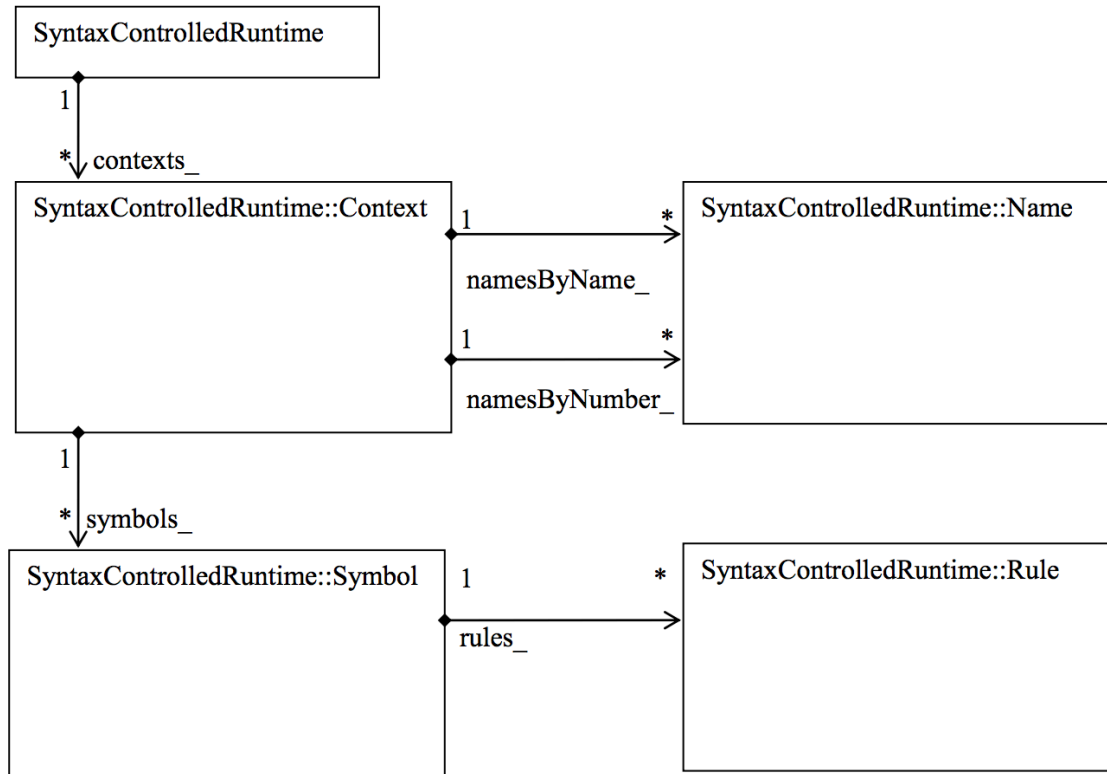 SyntaxControlledRuntime
1
* contexts_
SyntaxControlledRuntime::Context
SyntaxControlledRuntime::Name
1 *
namesByName_
1 *
namesByNumber_
1
* symbols_
SyntaxControlledRuntime::Symbol
SyntaxControlledRuntime::Rule
1 *
rules_